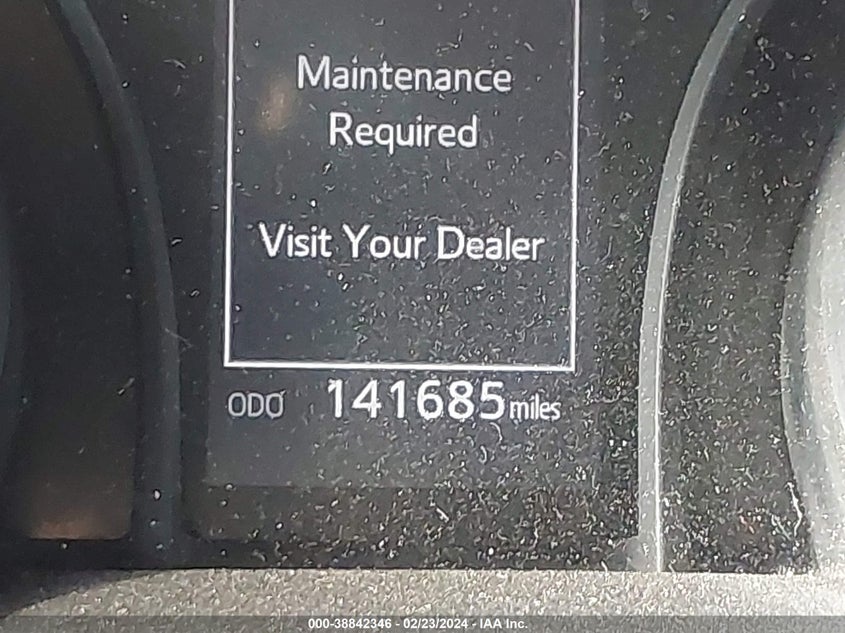 Maintenance
Required
Visit Your Dealer
ODO 141685 miles
000-38842346 - 02/23/2024 - IAA Inc.